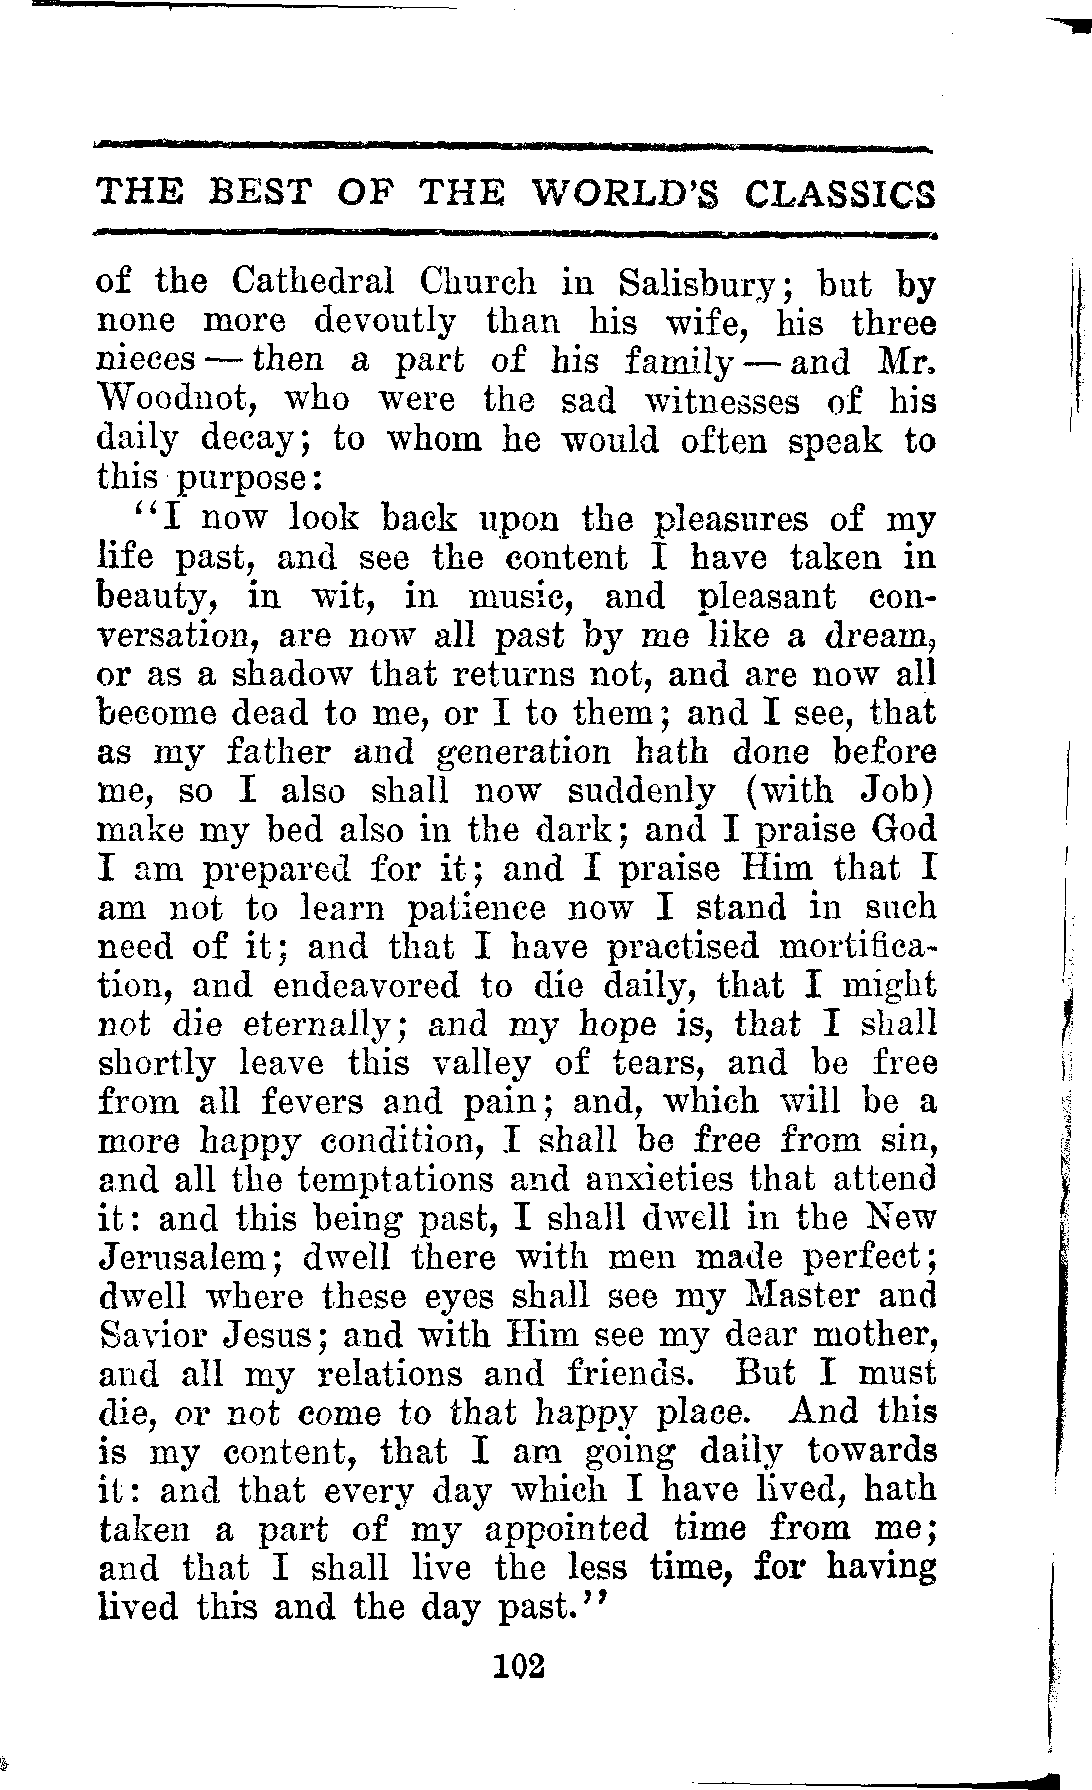 THE BEST OF THE WORLD'S CLASSICS
of the Cathedral Church in Salisbury; but by
none more devoutly than his wife, his three
nieces — then a part of his family — and Mr.
Woodnot, who were the sad witnesses of his
daily decay; to whom he would often speak to
this purpose:
"I now look back upon the pleasures of my
life past, and see the content I have taken in
beauty, in wit, in music, and pleasant con-
versation, are now all past by me like a dream,
or as a shadow that returns not, and are now all
become dead to me, or I to them; and I see, that
as my father and generation hath done before
me, so I also shall now suddenly (with Job)
make my bed also in the dark; and I praise God
I am prepared for it; and I praise Him that I
am not to learn patience now I stand in such
need of it; and that I have practised mortifica-
tion, and endeavored to die daily, that I might
not die eternally; and my hope is, that I shall
shortly leave this valley of tears, and be free
from all fevers and pain; and, which will be a
more happy condition, I shall be free from sin,
and all the temptations and anxieties that attend
it: and this being past, I shall dwell in the New
Jerusalem; dwell there with men made perfect;
dwell where these eyes shall see my Master and
Savior Jesus; and with Him see my dear mother,
and all my relations and friends. But I must
die, or not come to that happy place. And this
is my content, that I am going daily towards
it: and that every day which I have lived, hath
taken a part of my appointed time from me;
and that I shall live the less time, for having
lived this and the day past."
102